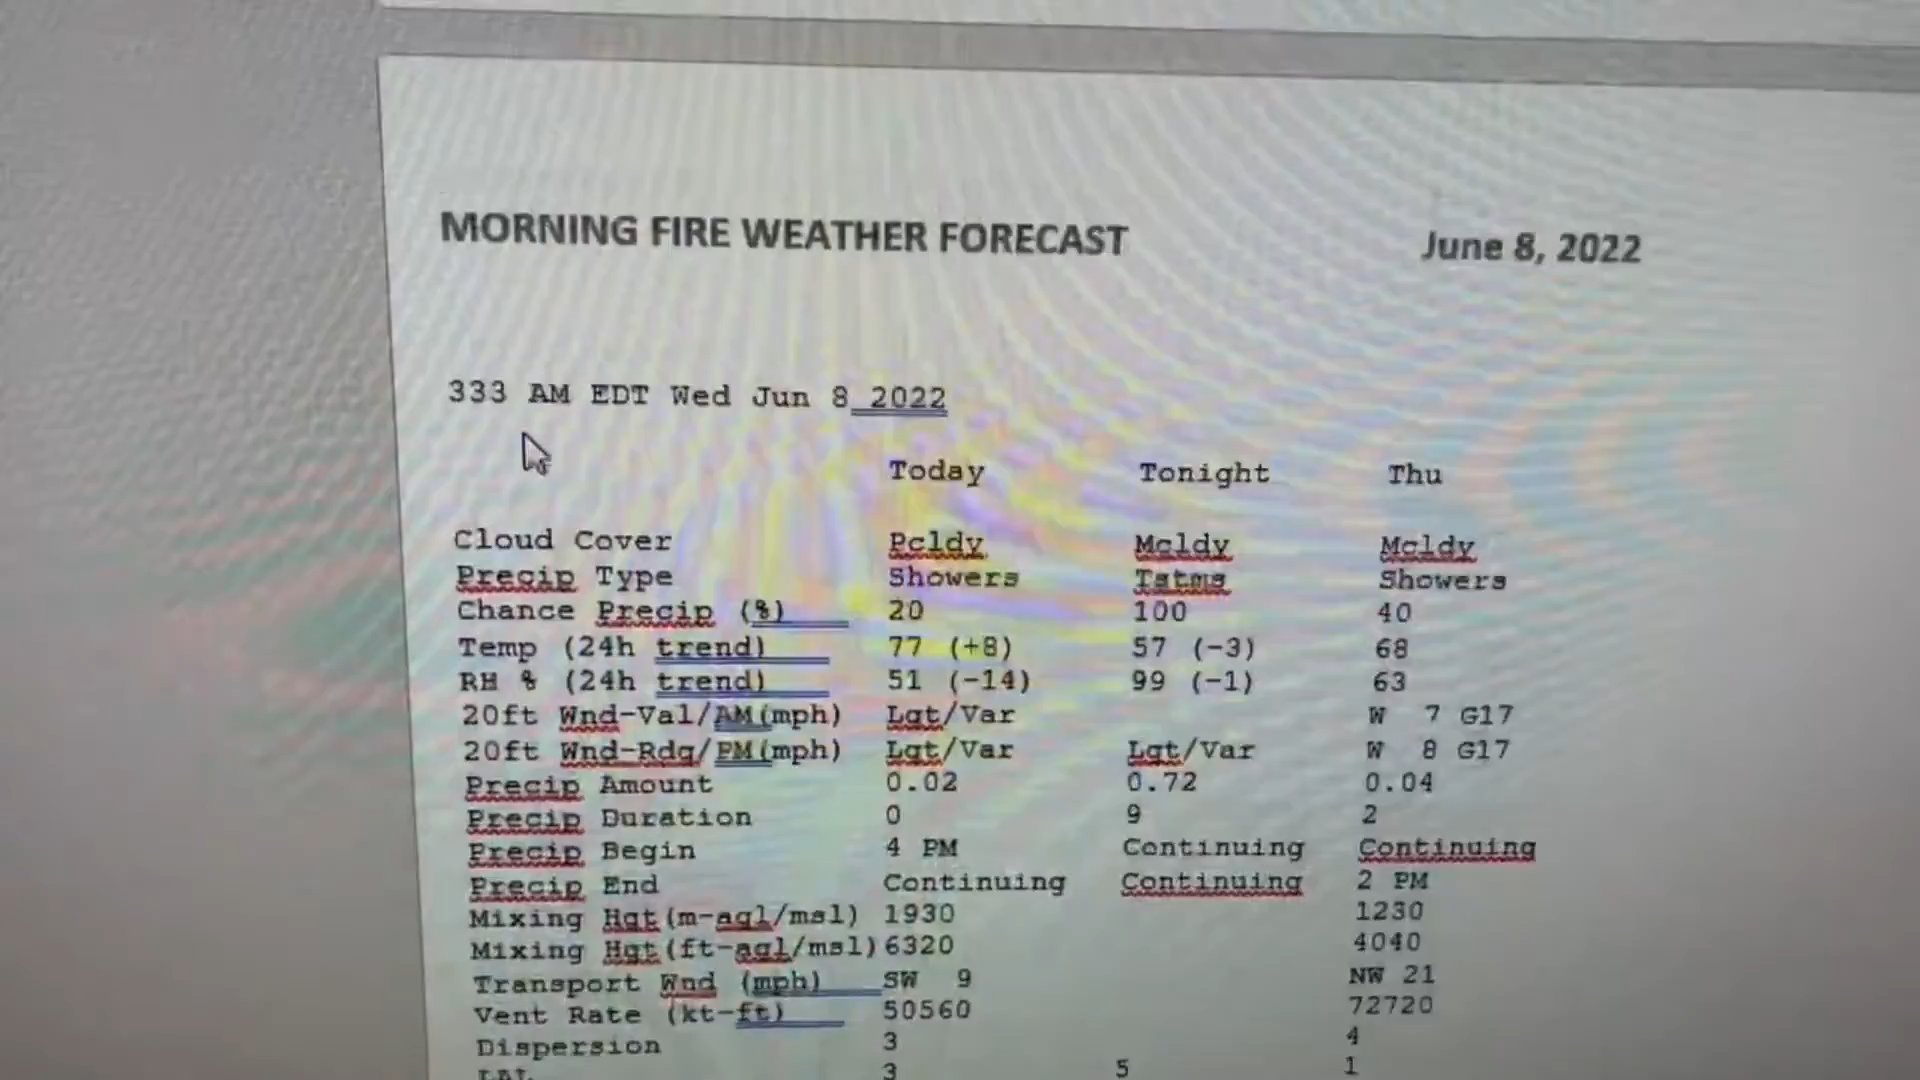 MORNING FIRE WEATHER FORECAST June 8, 2022
333 AM EDT Wed Jun 8 2022
Today Tonight Thu
Cloud Cover Pcldy Mcldy Mcldy
Precip Type Showers Tstms Showers
Chance Precip (%) 20 100 40
Temp (24h trend) 77 (+8) 57 (-3) 68
RH % (24h trend) 51 (-14) 99 (-1) 63
20ft Wnd-Val/AM(mph) Lgt/Var W 7 G17
20ft Wnd-Rdg/PM(mph) Lgt/Var Lgt/Var W 8 G17
Precip Amount 0.02 0.72 0.04
Precip Duration 0 9 2
Precip Begin 4 PM Continuing Continuing
Precip End Continuing Continuing 2 PM
Mixing Hgt(m-agl/msl) 1930 1230
Mixing Hgt(ft-agl/msl)6320 4040
Transport Wnd (mph) SW 9 NW 21
Vent Rate (kt-ft) 50560 72720
Dispersion 3 4
LAL 3 5 1